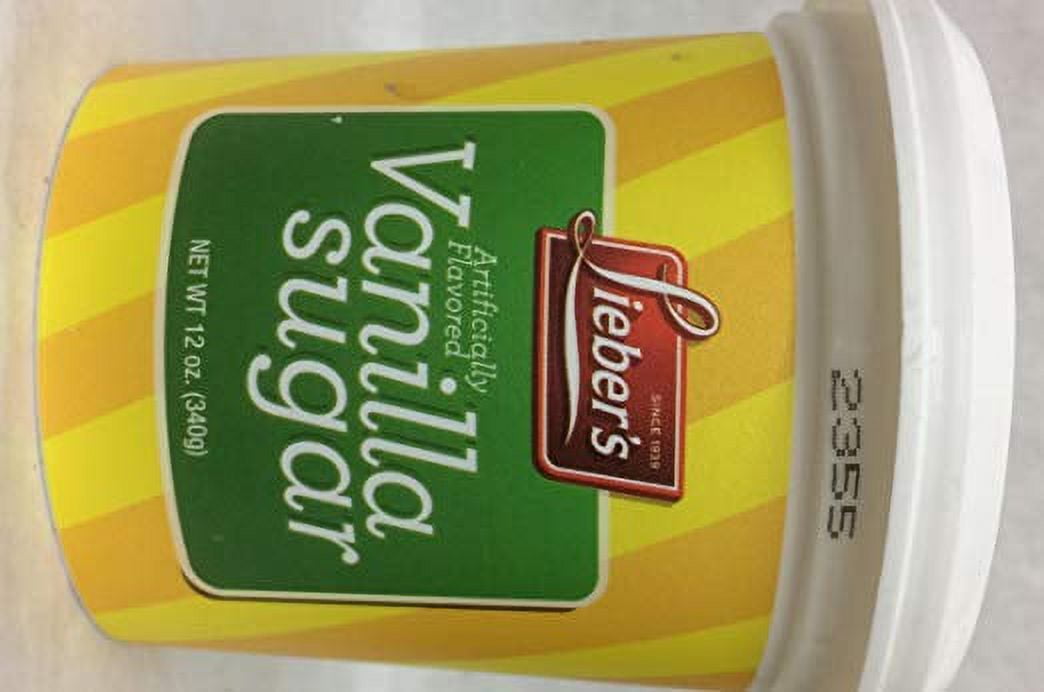 2355
Lieber's
SINCE 1939
Artificially
Flavored
Vanilla
sugar
NET WT 12 oz. (340g)